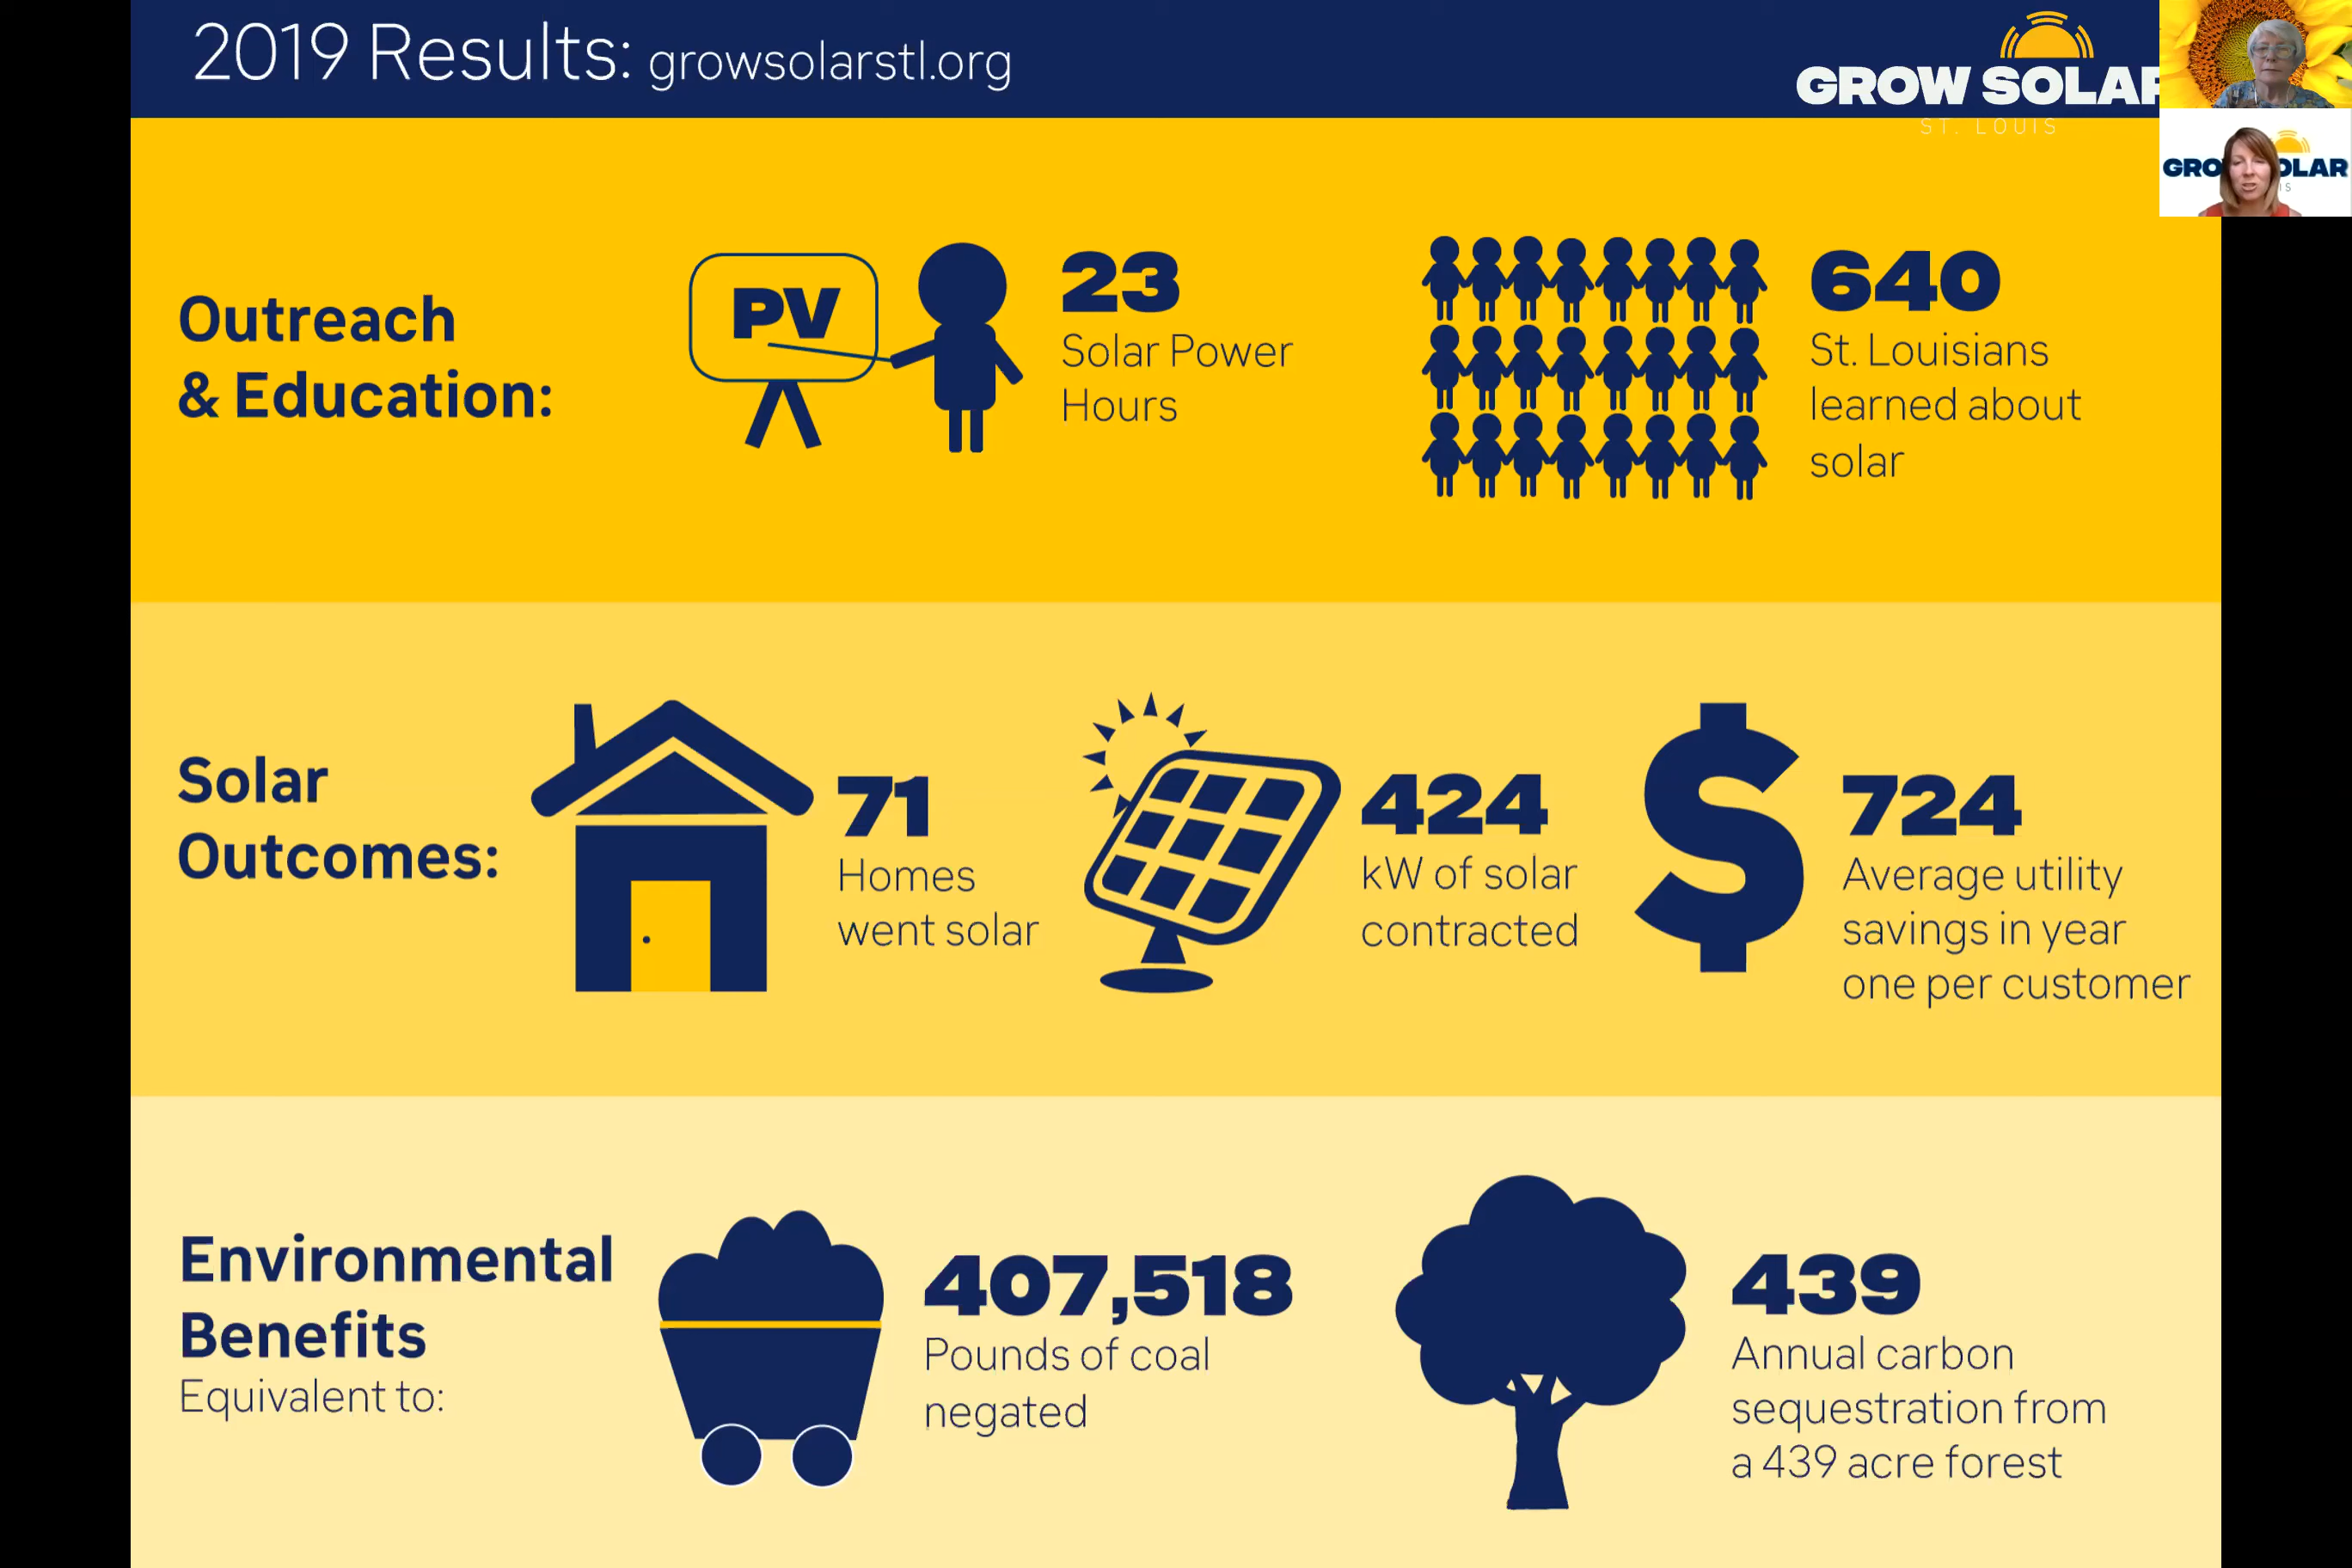 2019 Results: growsolarstl.org
GROW SOLAR
ST. LOUIS
GRO OLAR
IS
Outreach
& Education:
PV
23
Solar Power
Hours
640
St. Louisians
learned about
solar
Solar
Outcomes:
71
Homes
went solar
424
kW of solar
contracted
$
724
Average utility
savings in year
one per customer
Environmental
Benefits
Equivalent to:
407,518
Pounds of coal
negated
439
Annual carbon
sequestration from
a 439 acre forest